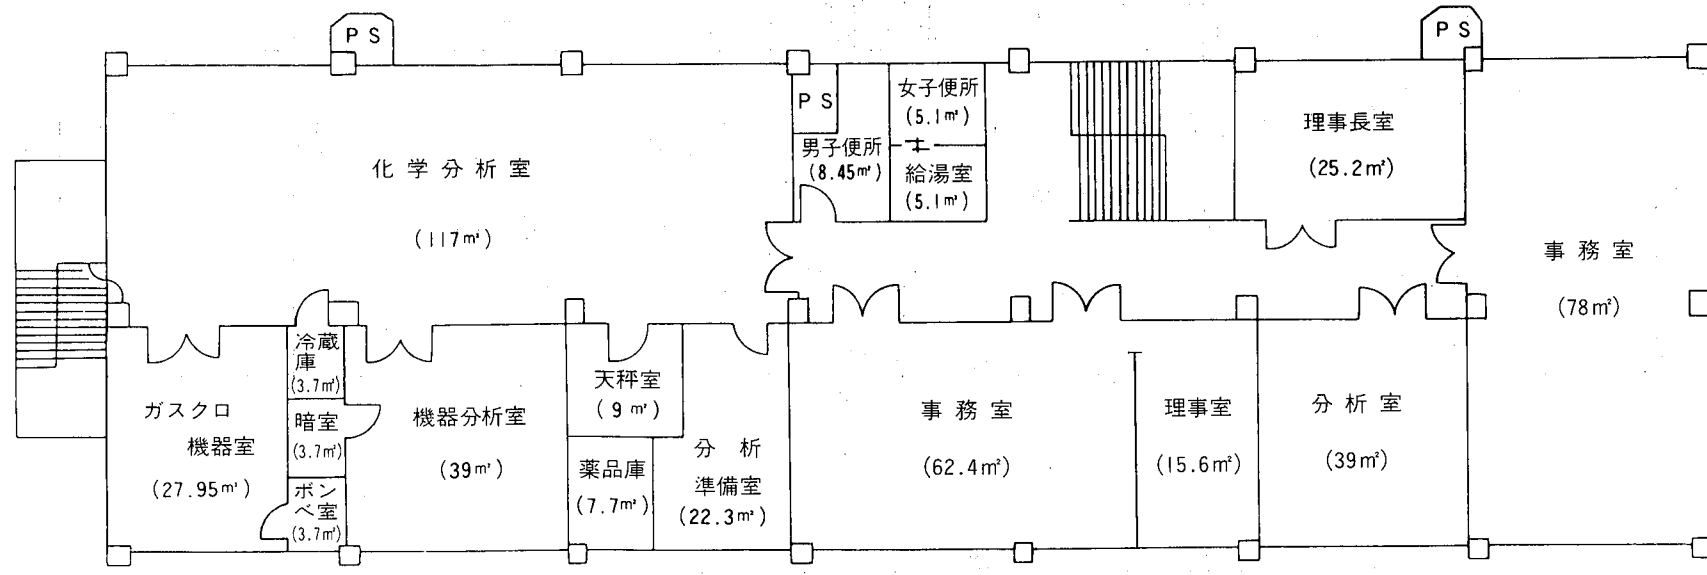 PS
PS
PS
化学分析室
(117㎡)
男子便所
(8.45㎡)
女子便所
(5.1㎡)
給湯室
(5.1㎡)
理事長室
(25.2㎡)
事務室
(78㎡)
ガスクロ
機器室
(27.95㎡)
冷蔵
庫
(3.7㎡)
暗室
(3.7㎡)
ボン
ベ室
(3.7㎡)
機器分析室
(39㎡)
天秤室
(9㎡)
薬品庫
(7.7㎡)
分析
準備室
(22.3㎡)
事務室
(62.4㎡)
理事室
(15.6㎡)
分析室
(39㎡)